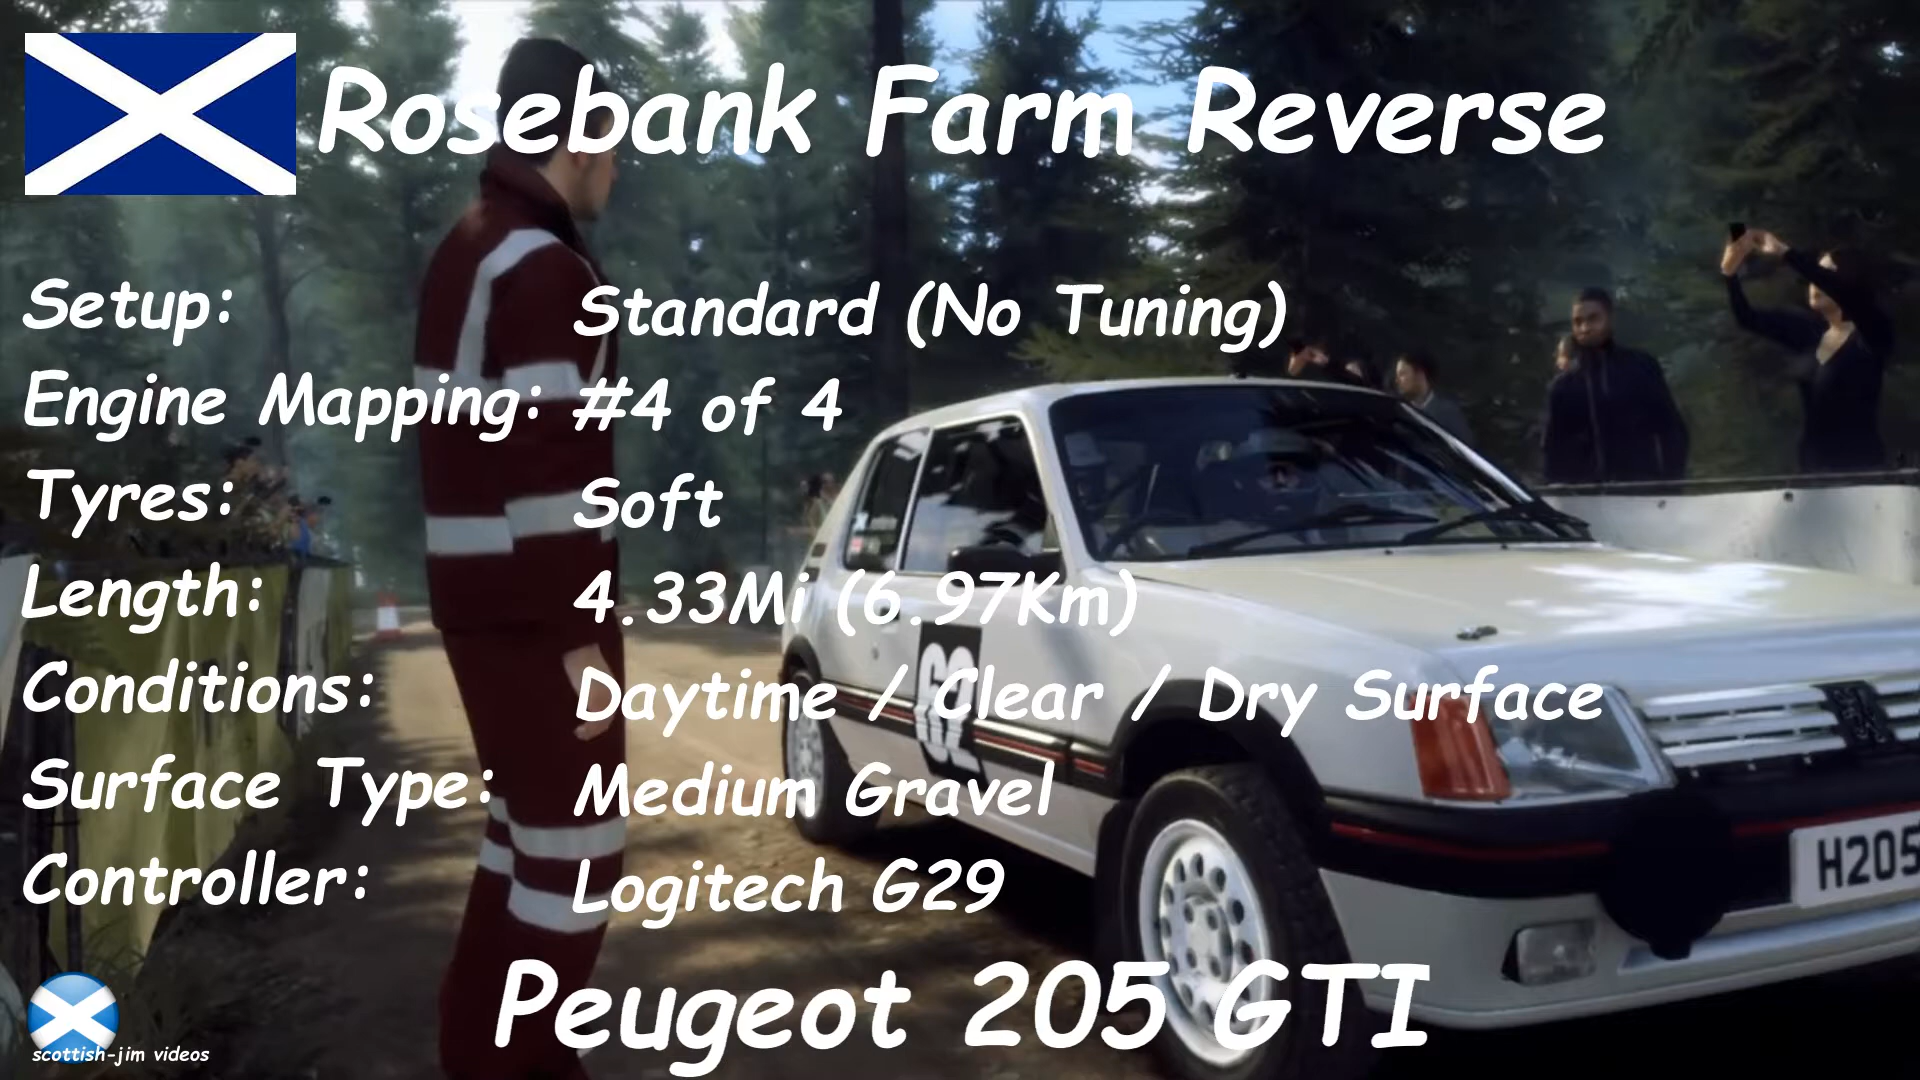 Rosebank Farm Reverse
Setup: Standard (No Tuning)
Engine Mapping: #4 of 4
Tyres: Soft
Length: 4.33Mi (6.97Km)
Conditions: Daytime / Clear / Dry Surface
Surface Type: Medium Gravel
Controller: Logitech G29
62
H205
Peugeot 205 GTI
scottish-jim videos